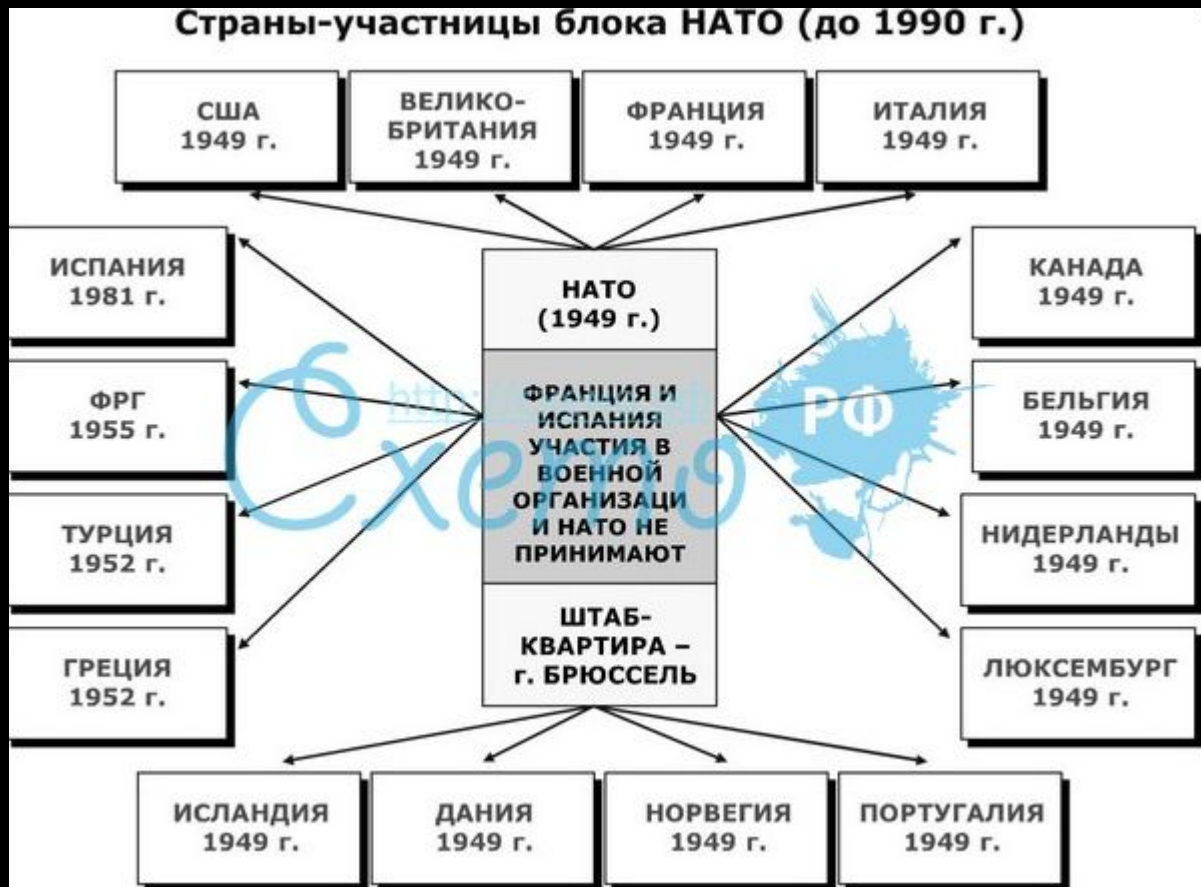 Страны-участницы блока НАТО (до 1990 г.)
США
1949 г.
ВЕЛИКО-
БРИТАНИЯ
1949 г.
ФРАНЦИЯ
1949 г.
ИТАЛИЯ
1949 г.
ИСПАНИЯ
1981 г.
ФРГ
1955 г.
ТУРЦИЯ
1952 г.
ГРЕЦИЯ
1952 г.
НАТО
(1949 г.)
ФРАНЦИЯ И
ИСПАНИЯ
УЧАСТИЯ В
ВОЕННОЙ
ОРГАНИЗАЦИ
И НАТО НЕ
ПРИНИМАЮТ
ШТАБ-
КВАРТИРА –
г. БРЮССЕЛЬ
КАНАДА
1949 г.
БЕЛЬГИЯ
1949 г.
НИДЕРЛАНДЫ
1949 г.
ЛЮКСЕМБУРГ
1949 г.
ИСЛАНДИЯ
1949 г.
ДАНИЯ
1949 г.
НОРВЕГИЯ
1949 г.
ПОРТУГАЛИЯ
1949 г.
Схемо
РФ